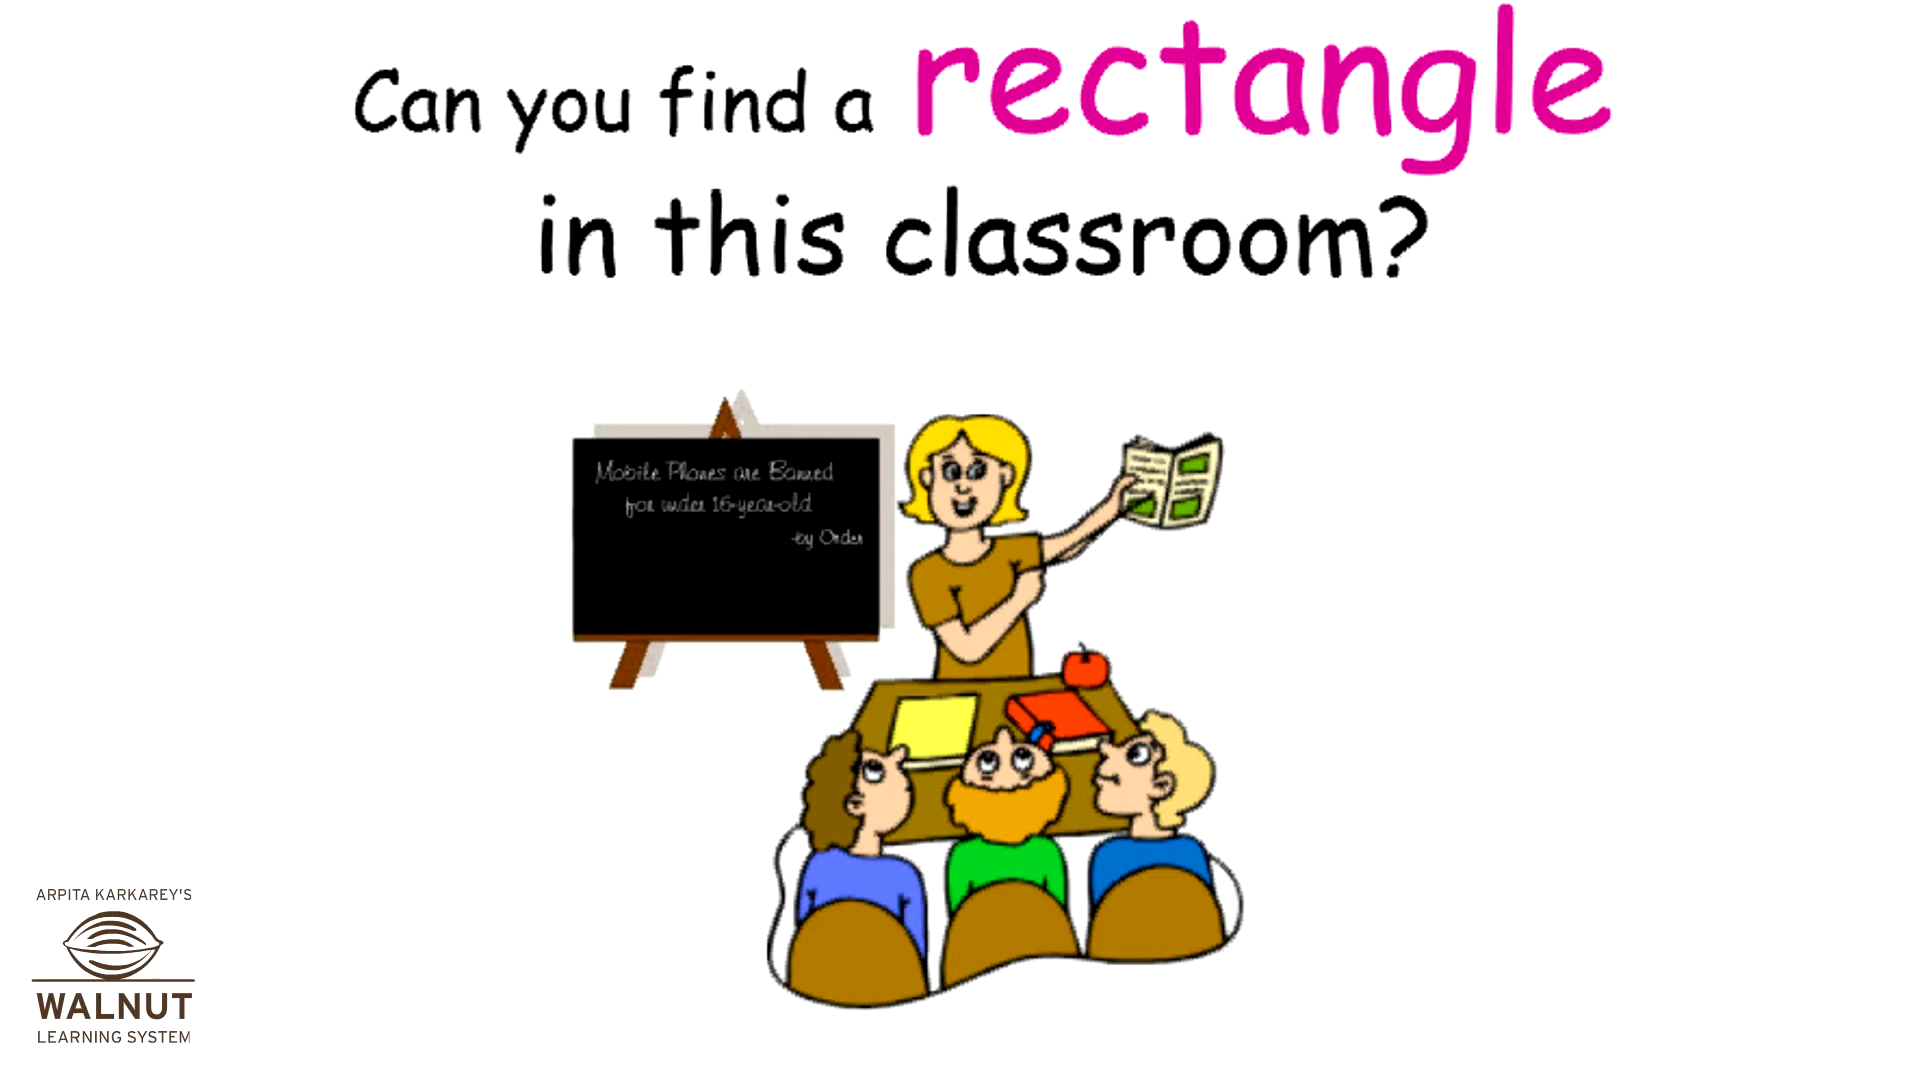 Can you find a rectangle
in this classroom?
Mobile Phones are Banned
for under 16-year-old
-by Order
ARPITA KARKAREY'S
WALNUT
LEARNING SYSTEM